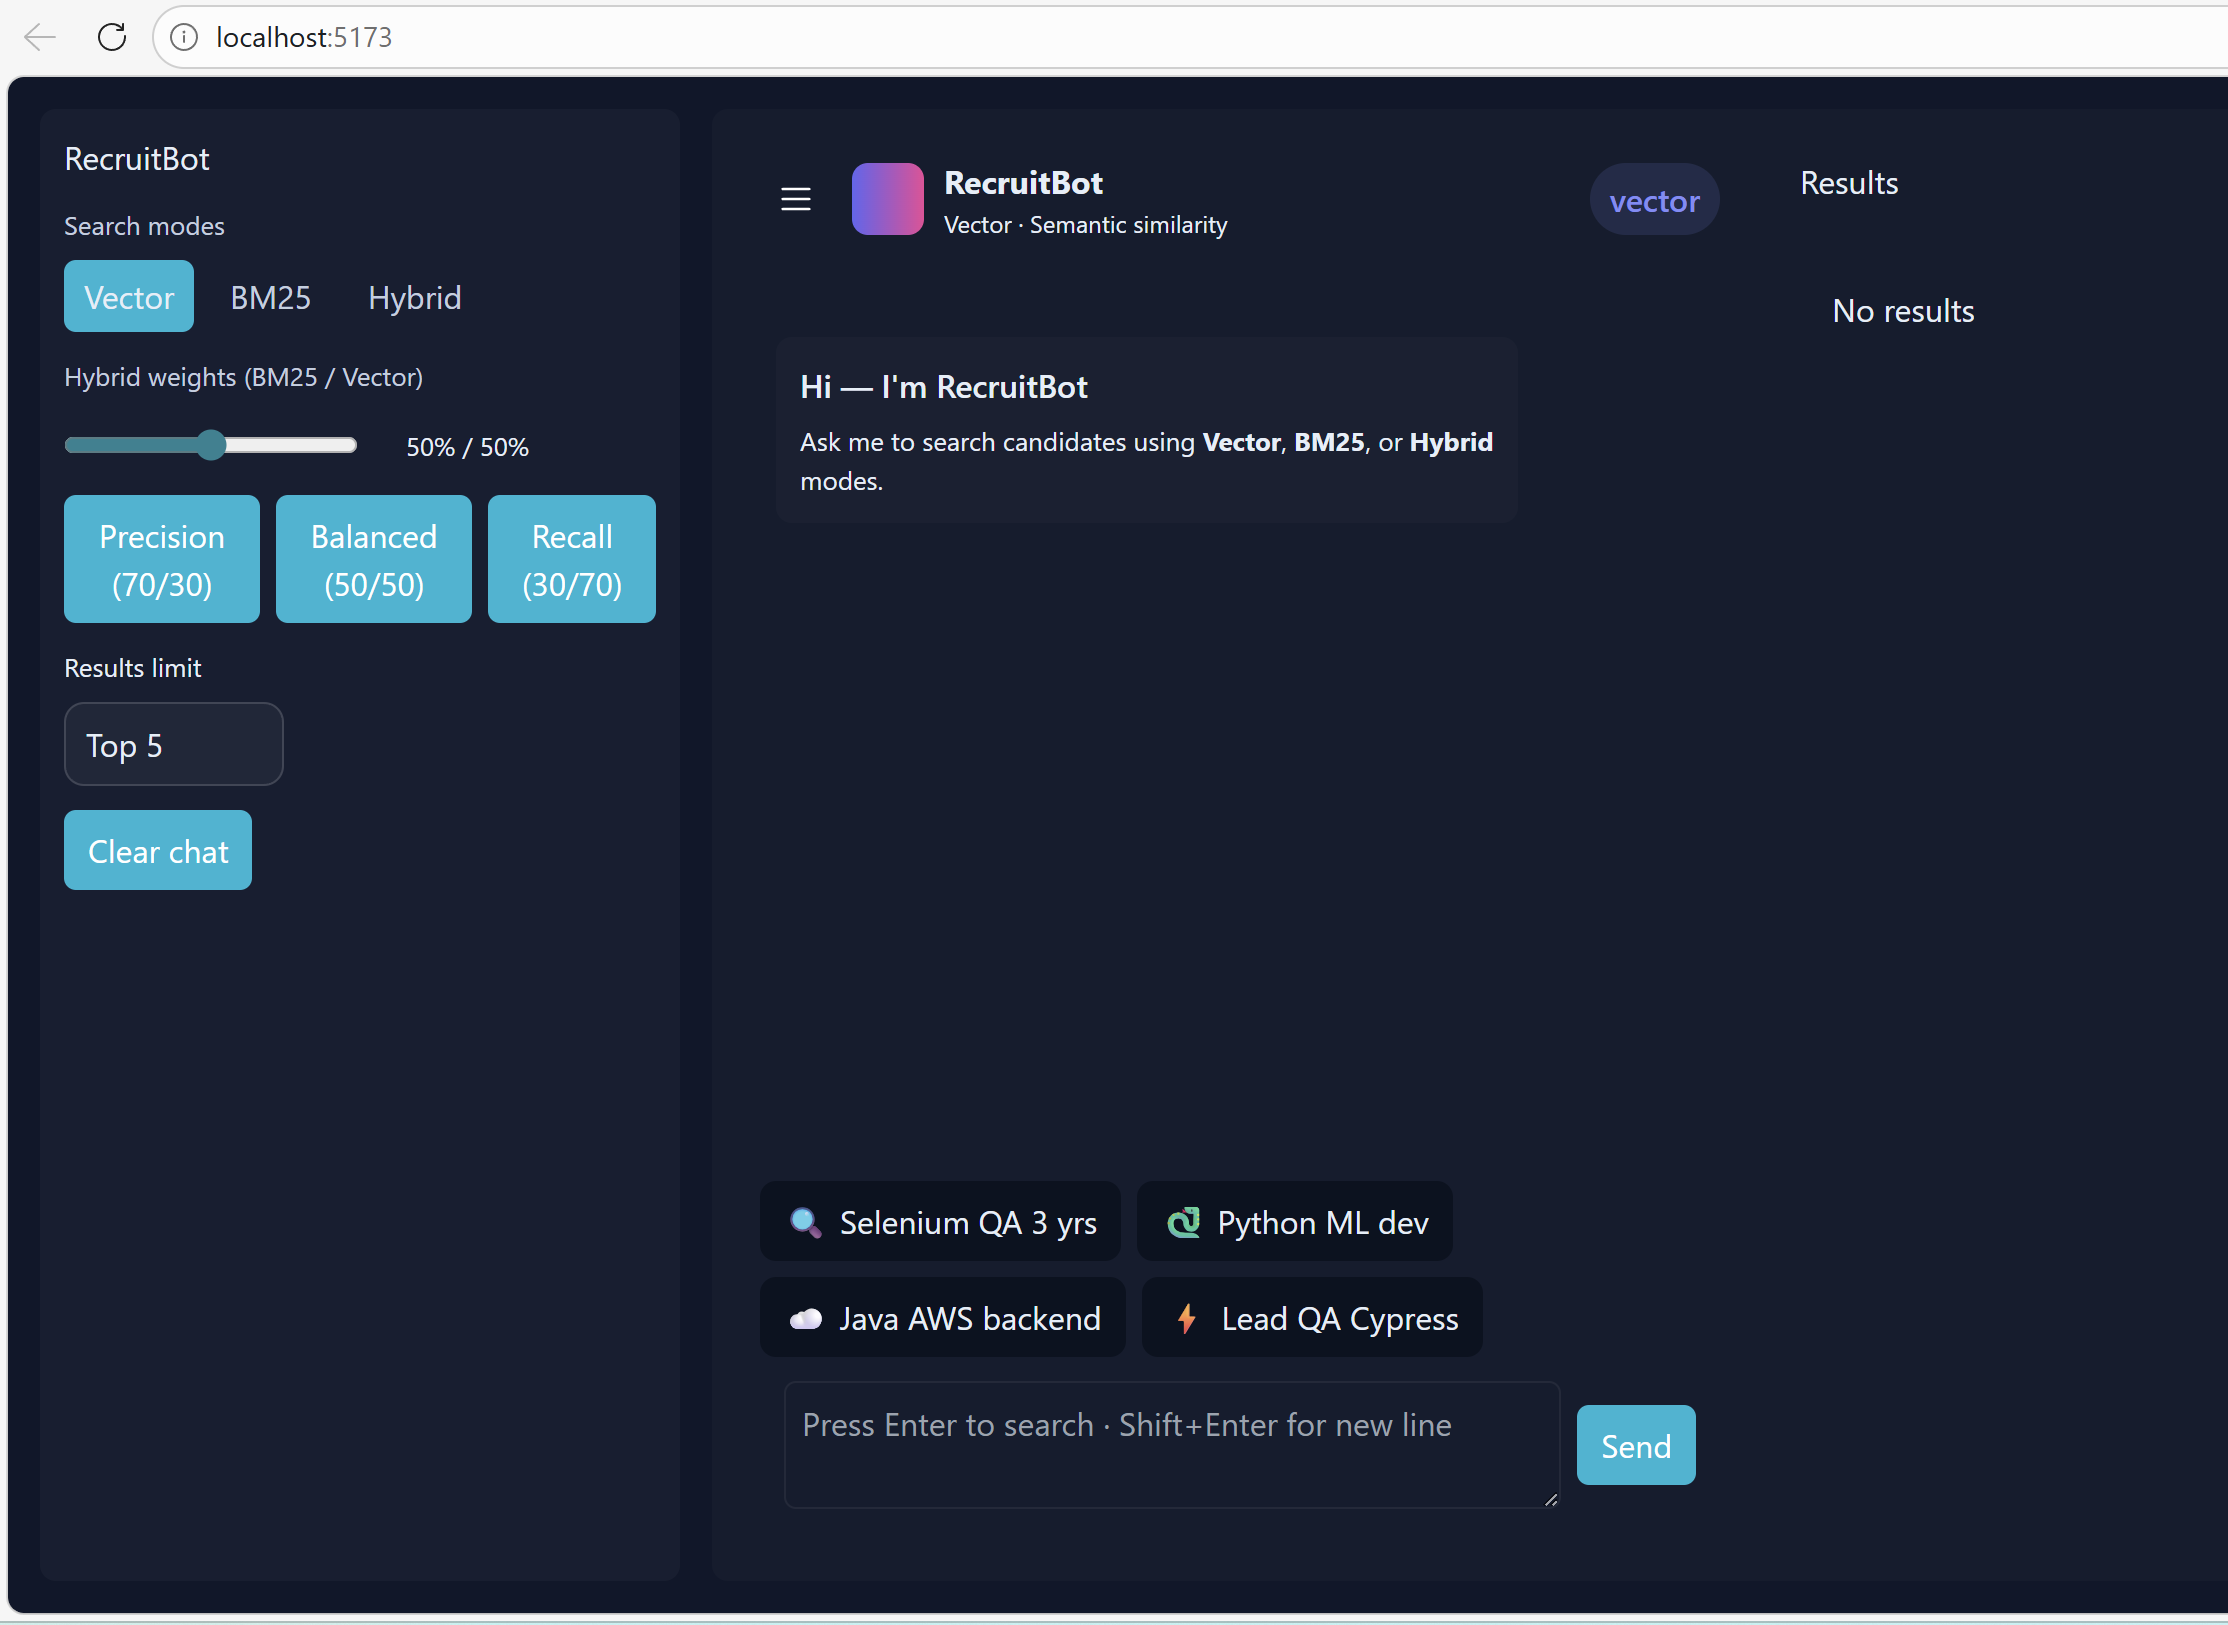 localhost:5173
RecruitBot
Search modes
Vector BM25 Hybrid
Hybrid weights (BM25 / Vector)
50% / 50%
Precision (70/30)
Balanced (50/50)
Recall (30/70)
Results limit
Top 5
Clear chat
RecruitBot
Vector · Semantic similarity
vector
Hi — I'm RecruitBot
Ask me to search candidates using Vector, BM25, or Hybrid
modes.
Selenium QA 3 yrs
Python ML dev
Java AWS backend
Lead QA Cypress
Press Enter to search · Shift+Enter for new line
Send
Results
No results